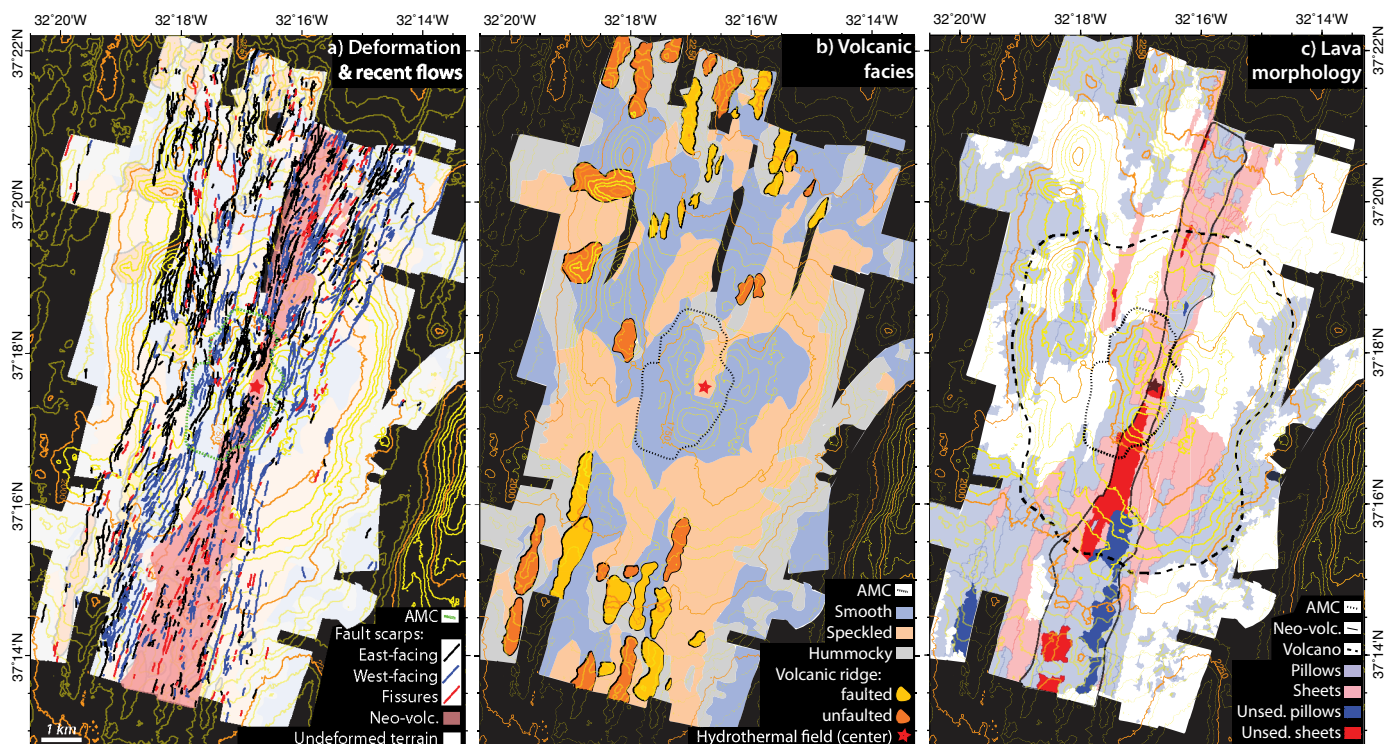 32°20'W 32°18'W 32°16'W 32°14'W
32°20'W 32°18'W 32°16'W 32°14'W
32°20'W 32°18'W 32°16'W 32°14'W
37°22'N
37°20'N
37°18'N
37°16'N
37°14'N
a) Deformation
& recent flows
AMC
Fault scarps:
East-facing
West-facing
Fissures
Neo-volc.
Undeformed terrain
1 km
b) Volcanic
facies
2000
AMC
Smooth
Speckled
Hummocky
Volcanic ridge:
faulted
unfaulted
Hydrothermal field (center)
c) Lava
morphology
2000
AMC
Neo-volc.
Volcano
Pillows
Sheets
Unsed. pillows
Unsed. sheets
37°22'N
37°20'N
37°18'N
37°16'N
37°14'N